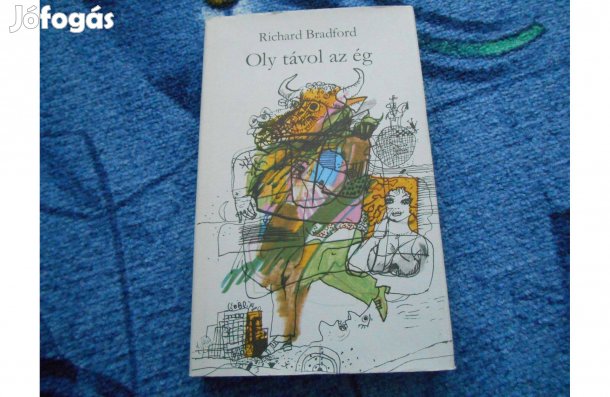 Jófogás
Richard Bradford
Oly távol az ég